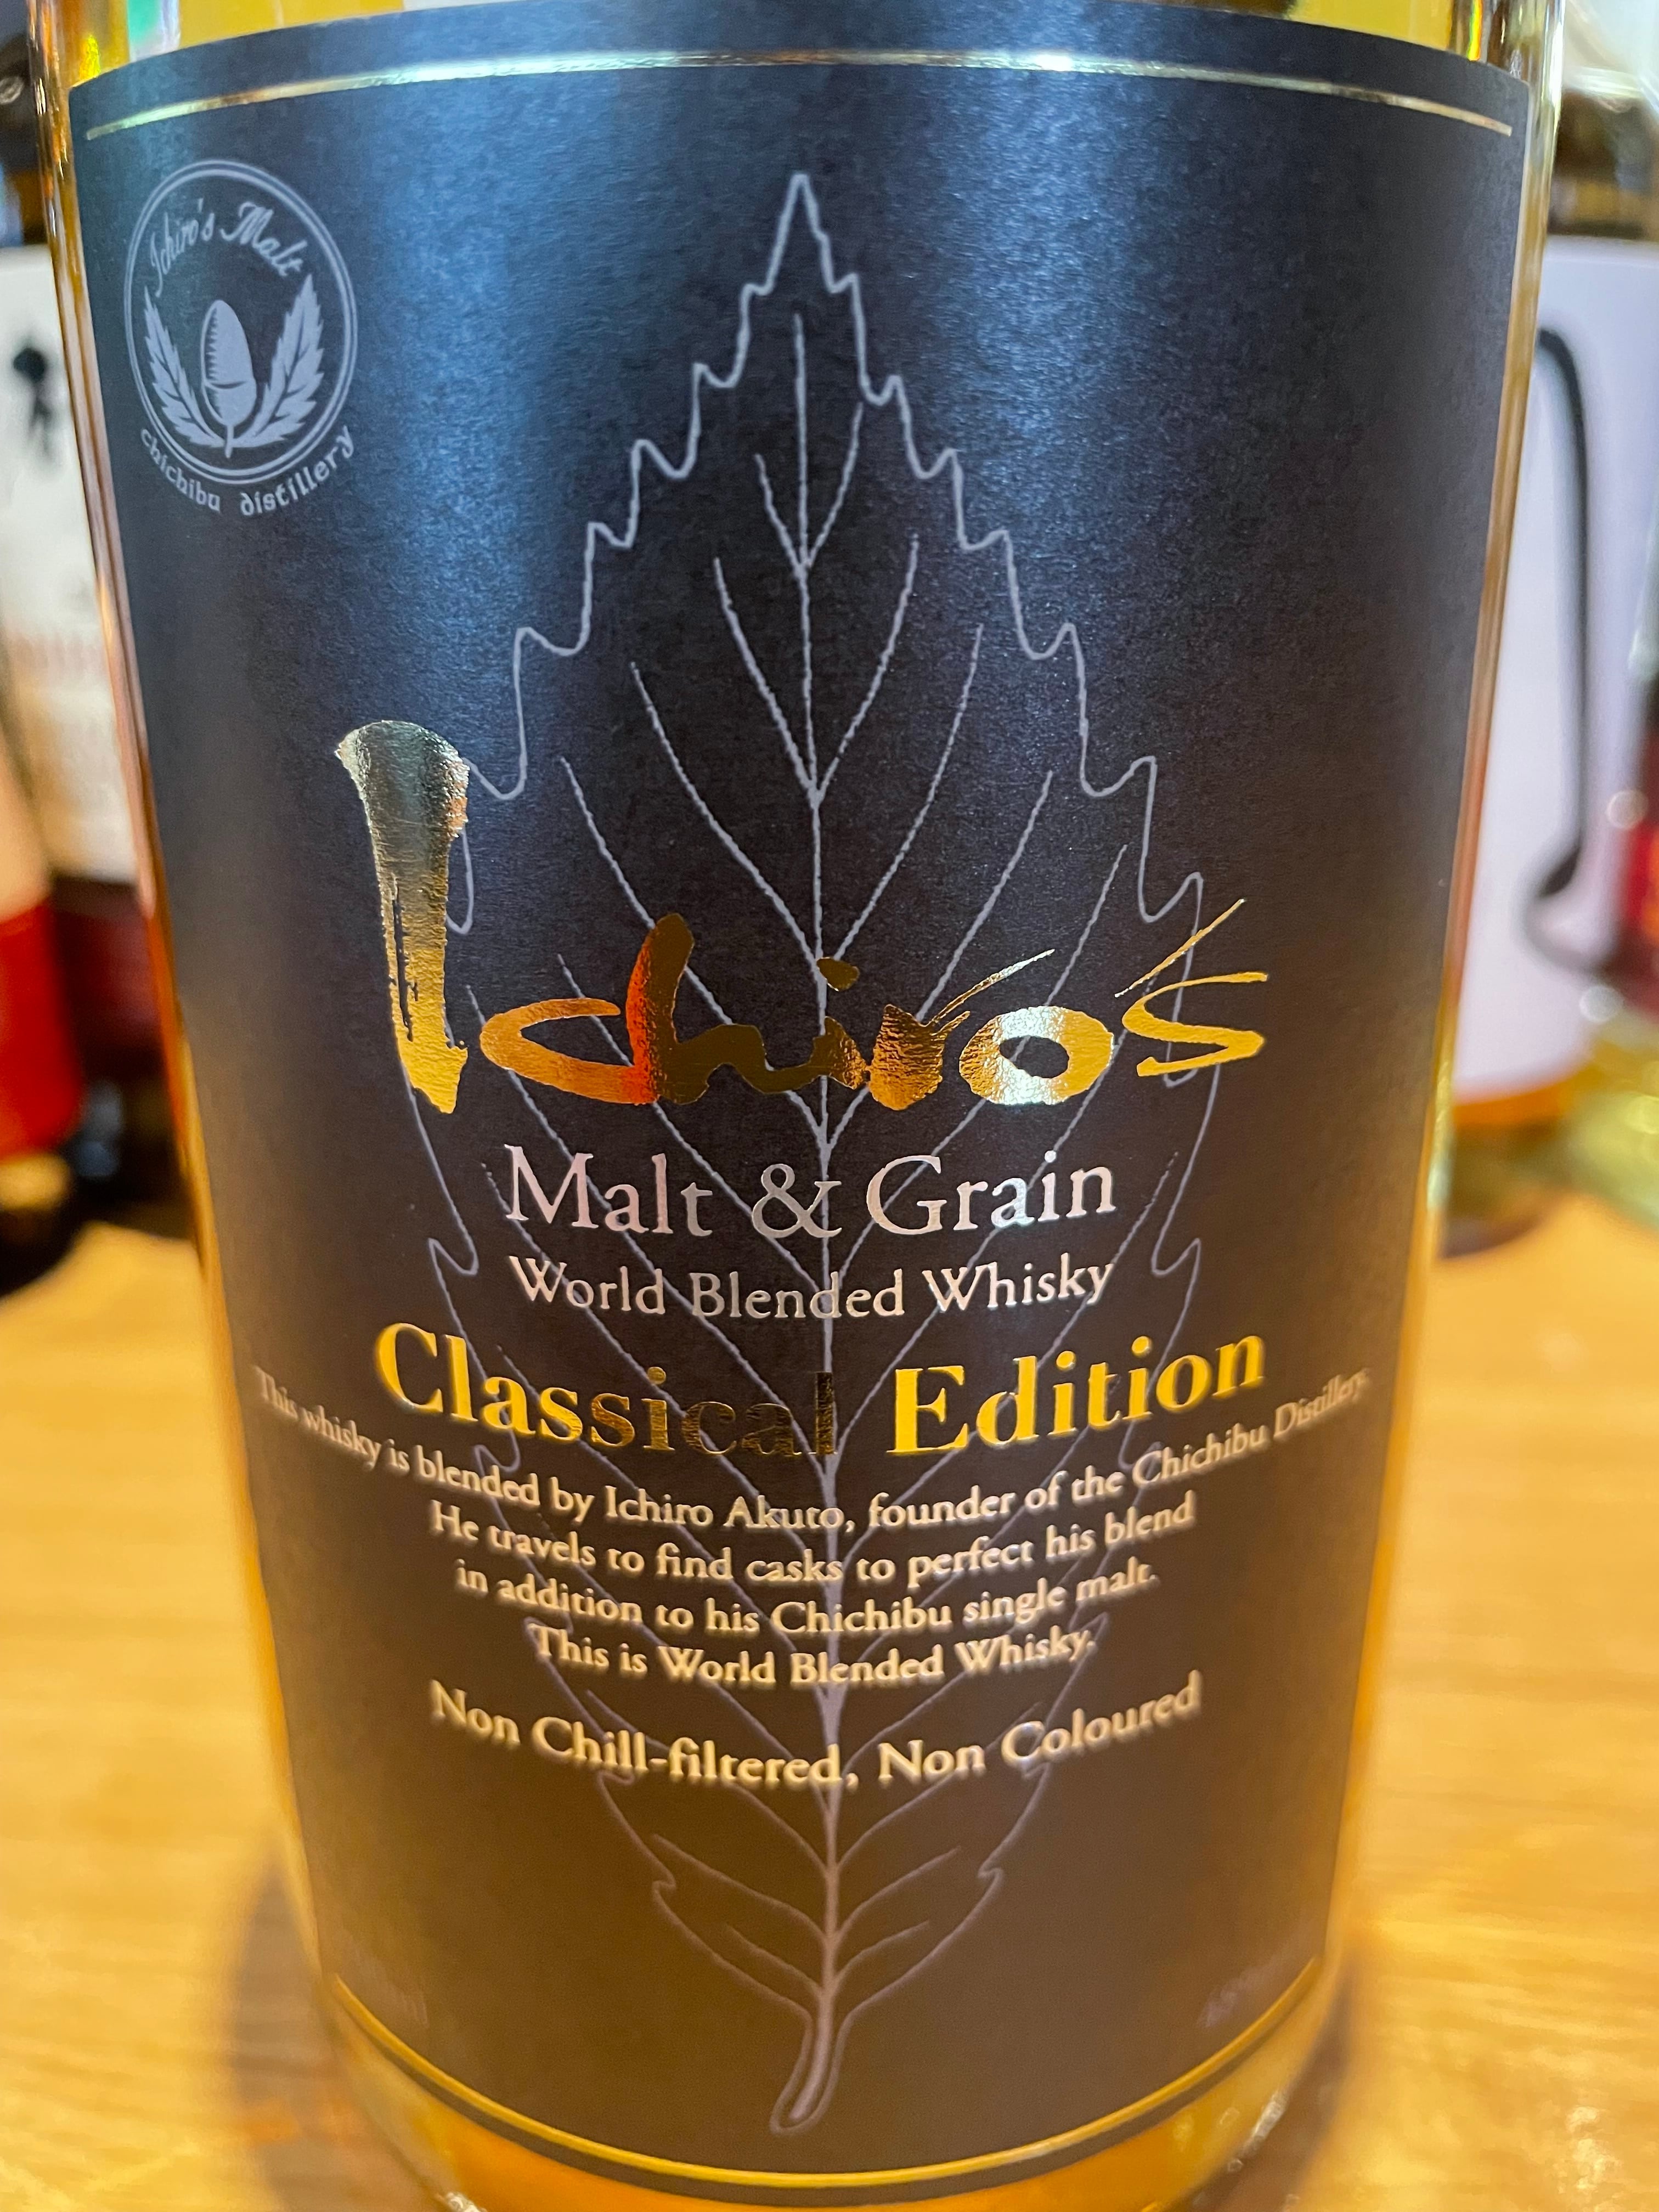 Ichiro's Malt
chichibu distillery
Ichiro's
Malt & Grain
World Blended Whisky
Classical Edition
This whisky is blended by Ichiro Akuto, founder of the Chichibu Distillery.
He travels to find casks to perfect his blend
in addition to his Chichibu single malt.
This is World Blended Whisky.
Non Chill-filtered, Non Coloured